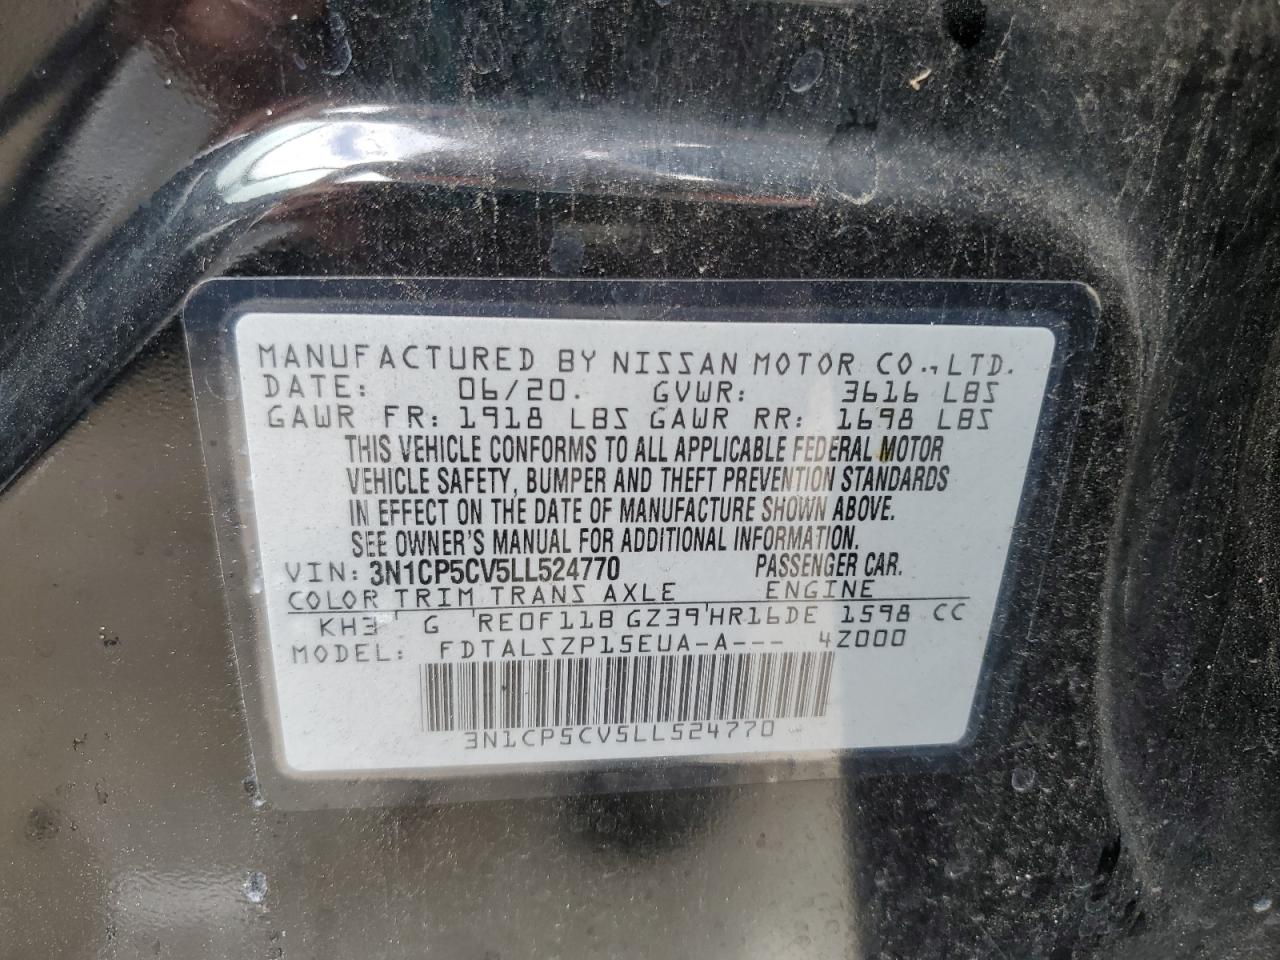 MANUFACTURED BY NISSAN MOTOR CO.,LTD.
DATE: 06/20. GVWR: 3616 LBS
GAWR FR: 1918 LBS GAWR RR: 1698 LBS
THIS VEHICLE CONFORMS TO ALL APPLICABLE FEDERAL MOTOR
VEHICLE SAFETY, BUMPER AND THEFT PREVENTION STANDARDS
IN EFFECT ON THE DATE OF MANUFACTURE SHOWN ABOVE.
SEE OWNER'S MANUAL FOR ADDITIONAL INFORMATION.
VIN: 3N1CP5CV5LL524770 PASSENGER CAR.
COLOR TRIM TRANS AXLE ENGINE
KH3 ' G RE0F11B GZ39'HR16DE 1598 CC
MODEL: FDTALSZP15EUA-A--- 4Z000
3N1CP5CV5LL524770